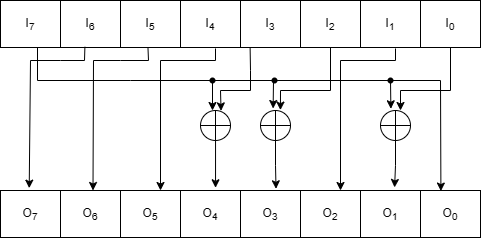 I₇ I₆ I₅ I₄ I₃ I₂ I₁ I₀
O₇ O₆ O₅ O₄ O₃ O₂ O₁ O₀